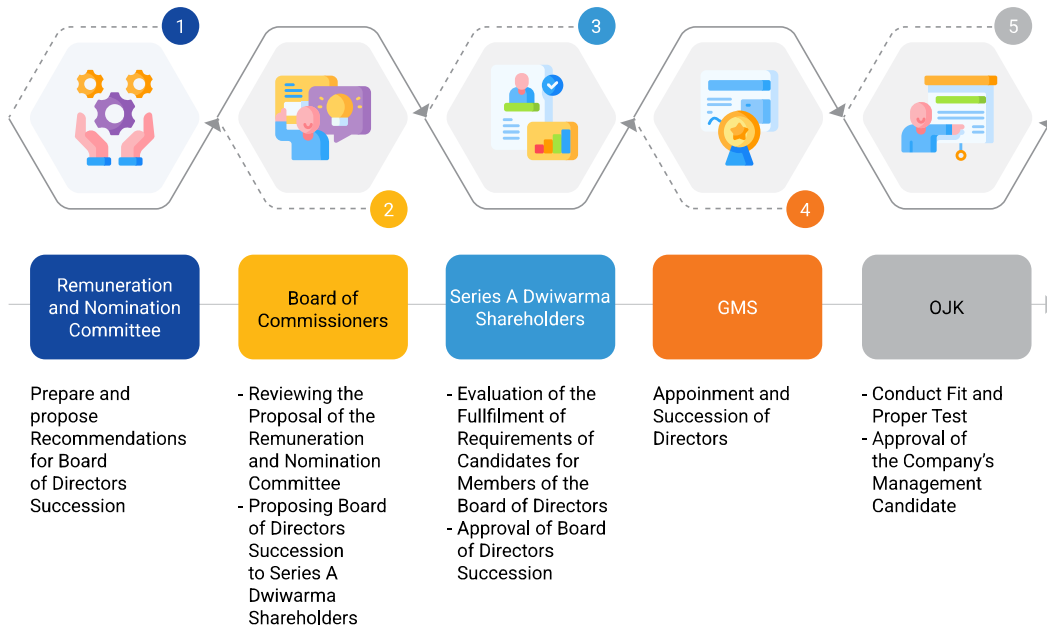 1
2
3
4
5
Remuneration
and Nomination
Committee
Prepare and
propose
Recommendations
for Board
of Directors
Succession
Board of
Commissioners
- Reviewing the
Proposal of the
Remuneration
and Nomination
Committee
- Proposing Board
of Directors
Succession
to Series A
Dwiwarma
Shareholders
Series A Dwiwarma
Shareholders
- Evaluation of the
Fullfilment of
Requirements of
Candidates for
Members of the
Board of Directors
- Approval of Board
of Directors
Succession
GMS
Appoinment and
Succession of
Directors
OJK
- Conduct Fit and
Proper Test
- Approval of
the Company's
Management
Candidate